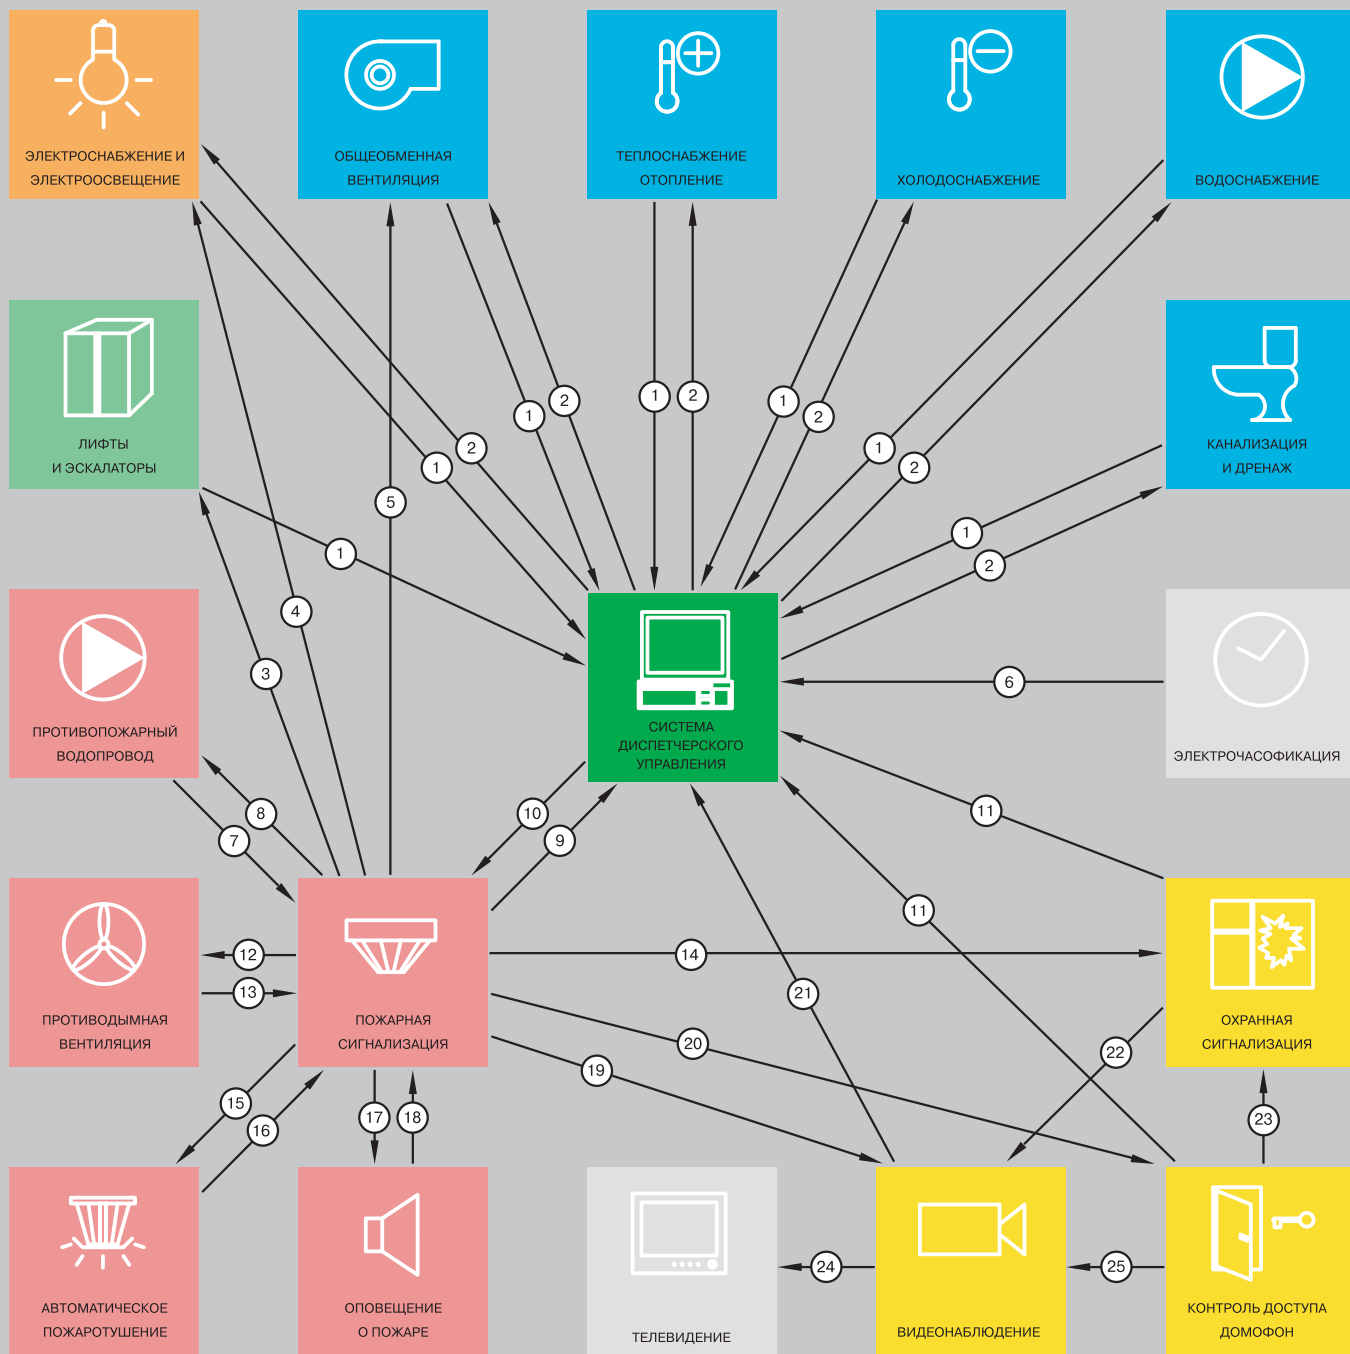 ЭЛЕКТРОСНАБЖЕНИЕ И
ЭЛЕКТРООСВЕЩЕНИЕ
ОБЩЕОБМЕННАЯ
ВЕНТИЛЯЦИЯ
ТЕПЛОСНАБЖЕНИЕ
ОТОПЛЕНИЕ
ХОЛОДОСНАБЖЕНИЕ
ВОДОСНАБЖЕНИЕ
1
2
1
2
1
2
1
2
1
2
ЛИФТЫ
И ЭСКАЛАТОРЫ
КАНАЛИЗАЦИЯ
И ДРЕНАЖ
5
1
1
2
4
3
ПРОТИВОПОЖАРНЫЙ
ВОДОПРОВОД
СИСТЕМА
ДИСПЕТЧЕРСКОГО
УПРАВЛЕНИЯ
6
ЭЛЕКТРОЧАСОФИКАЦИЯ
8
7
10
9
11
11
12
13
14
21
ПРОТИВОДЫМНАЯ
ВЕНТИЛЯЦИЯ
ПОЖАРНАЯ
СИГНАЛИЗАЦИЯ
ОХРАННАЯ
СИГНАЛИЗАЦИЯ
20
19
22
15
16
17
18
23
АВТОМАТИЧЕСКОЕ
ПОЖАРОТУШЕНИЕ
ОПОВЕЩЕНИЕ
О ПОЖАРЕ
ТЕЛЕВИДЕНИЕ
24
ВИДЕОНАБЛЮДЕНИЕ
25
КОНТРОЛЬ ДОСТУПА
ДОМОФОН